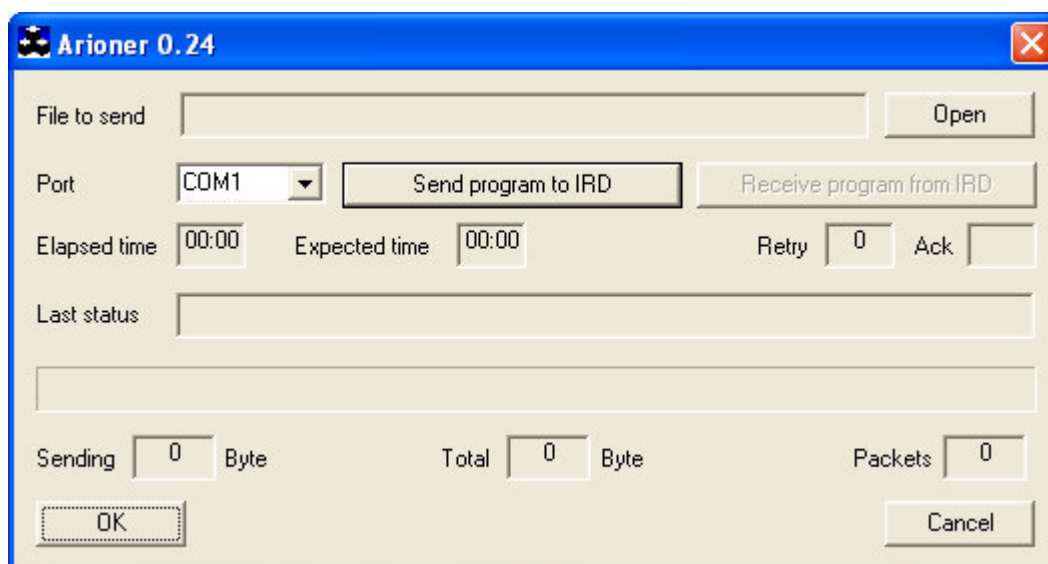 Arioner 0.24
File to send Open
Port COM1 Send program to IRD Receive program from IRD
Elapsed time 00:00 Expected time 00:00 Retry 0 Ack
Last status
Sending 0 Byte Total 0 Byte Packets 0
OK Cancel